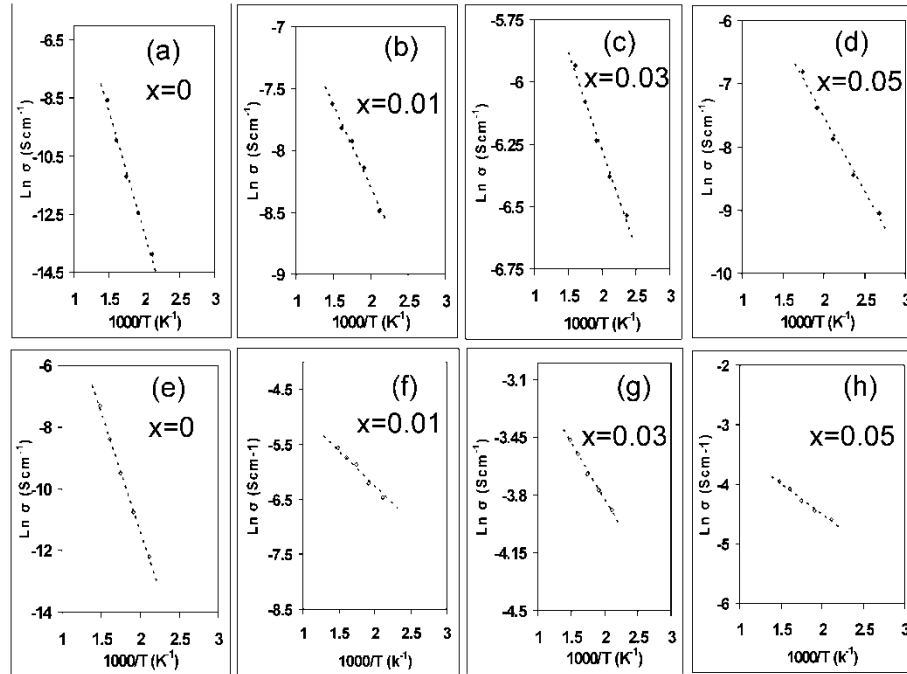 (a)
x=0
Ln σ (Scm⁻¹)
-6.5
-8.5
-10.5
-12.5
-14.5
1 1.5 2 2.5 3
1000/T (K⁻¹)
(b)
x=0.01
Ln σ (Scm⁻¹)
-7
-7.5
-8
-8.5
-9
1 1.5 2 2.5 3
1000/T (K⁻¹)
(c)
x=0.03
Ln σ (Scm⁻¹)
-5.75
-6
-6.25
-6.5
-6.75
1 1.5 2 2.5 3
1000/T (K⁻¹)
(d)
x=0.05
Ln σ (Scm⁻¹)
-6
-7
-8
-9
-10
1 1.5 2 2.5 3
1000/T (K⁻¹)
(e)
x=0
Ln σ (Scm⁻¹)
-6
-8
-10
-12
-14
1 1.5 2 2.5 3
1000/T (K⁻¹)
(f)
x=0.01
Ln σ (Scm-1)
-4.5
-5.5
-6.5
-7.5
-8.5
1 1.5 2 2.5 3
1000/T (k⁻¹)
(g)
x=0.03
Ln σ (Scm⁻¹)
-3.1
-3.45
-3.8
-4.15
-4.5
1 1.5 2 2.5 3
1000/T (K⁻¹)
(h)
x=0.05
Ln σ (Scm-1)
-2
-3
-4
-5
-6
1 1.5 2 2.5 3
1000/T (K⁻¹)